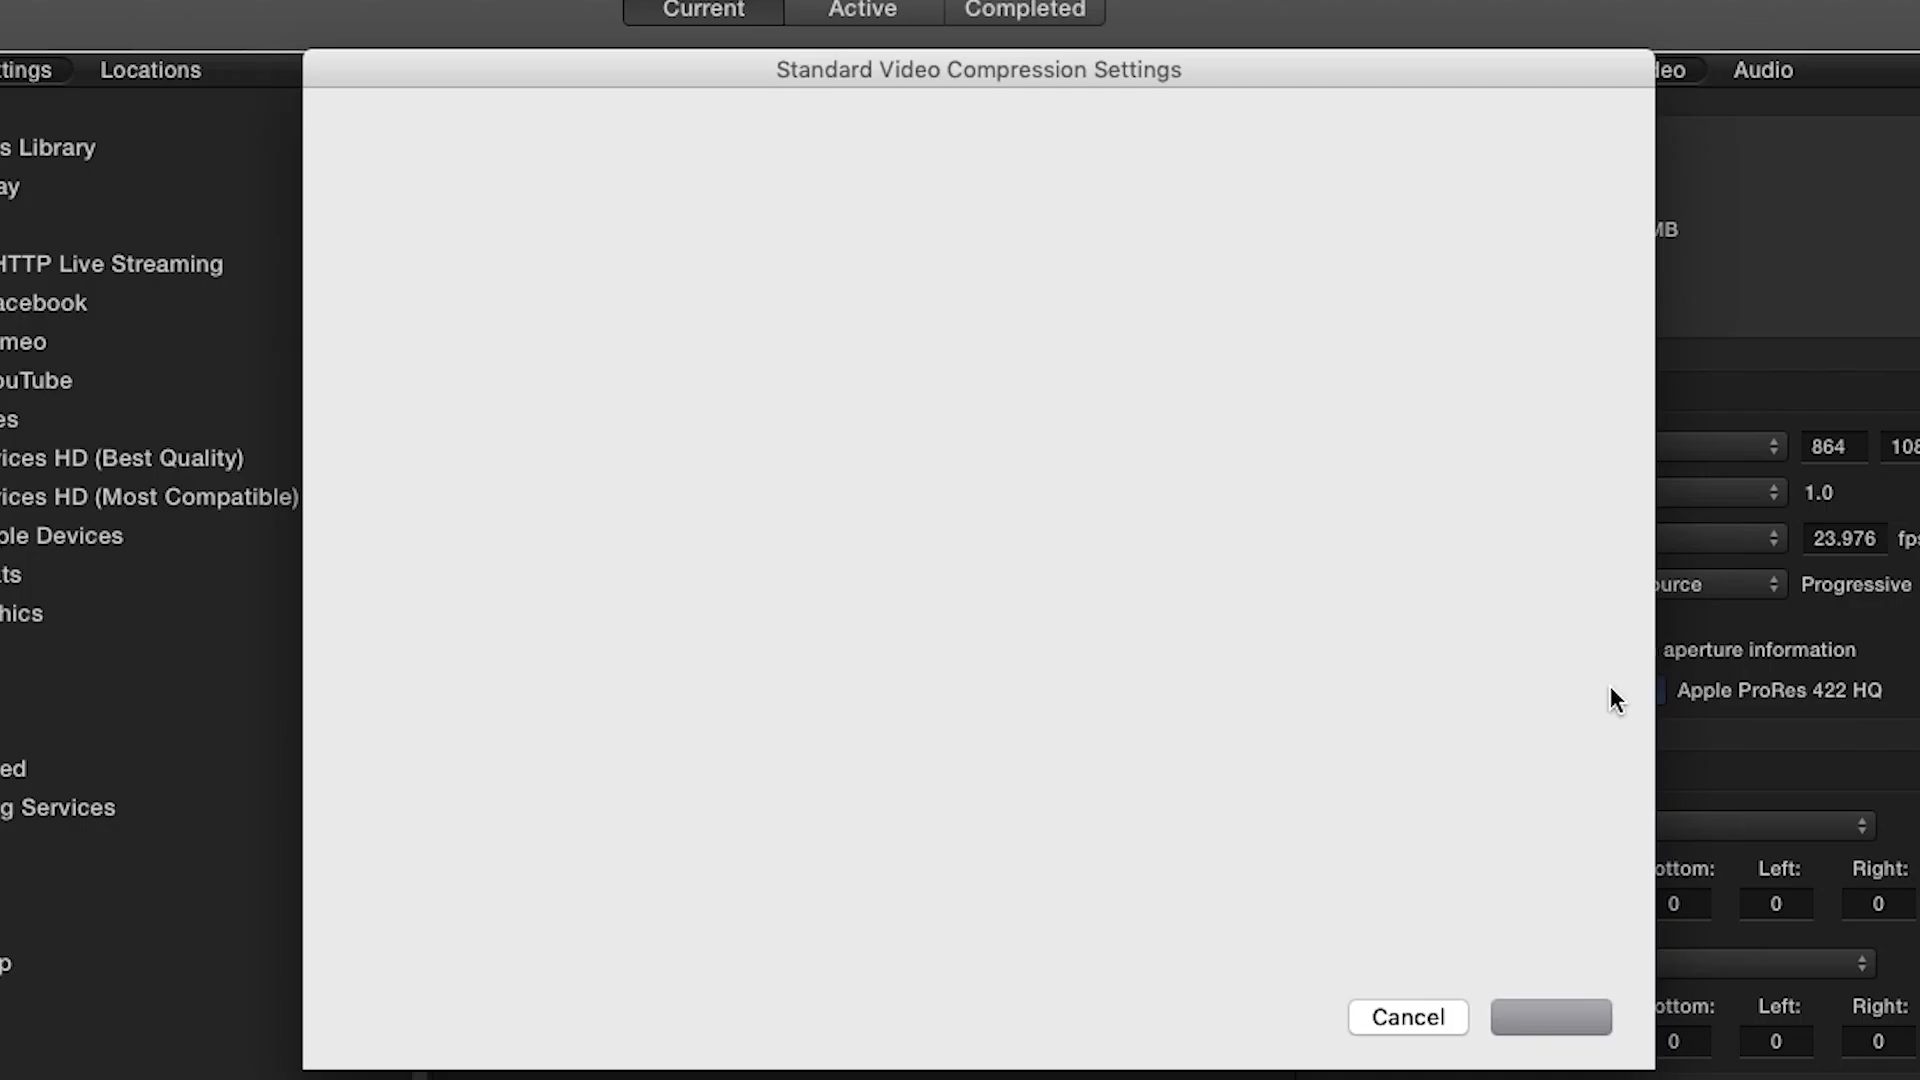 Current Active Completed
Locations
Standard Video Compression Settings
Audio
s Library
ay
MB
HTTP Live Streaming
acebook
meo
ouTube
es
864 108
ices HD (Best Quality)
ices HD (Most Compatible)
1.0
ple Devices
23.976 fps
ts
ource Progressive
hics
aperture information
Apple ProRes 422 HQ
ed
g Services
ottom: Left: Right:
0 0 0
p
ottom: Left: Right:
Cancel
0 0 0